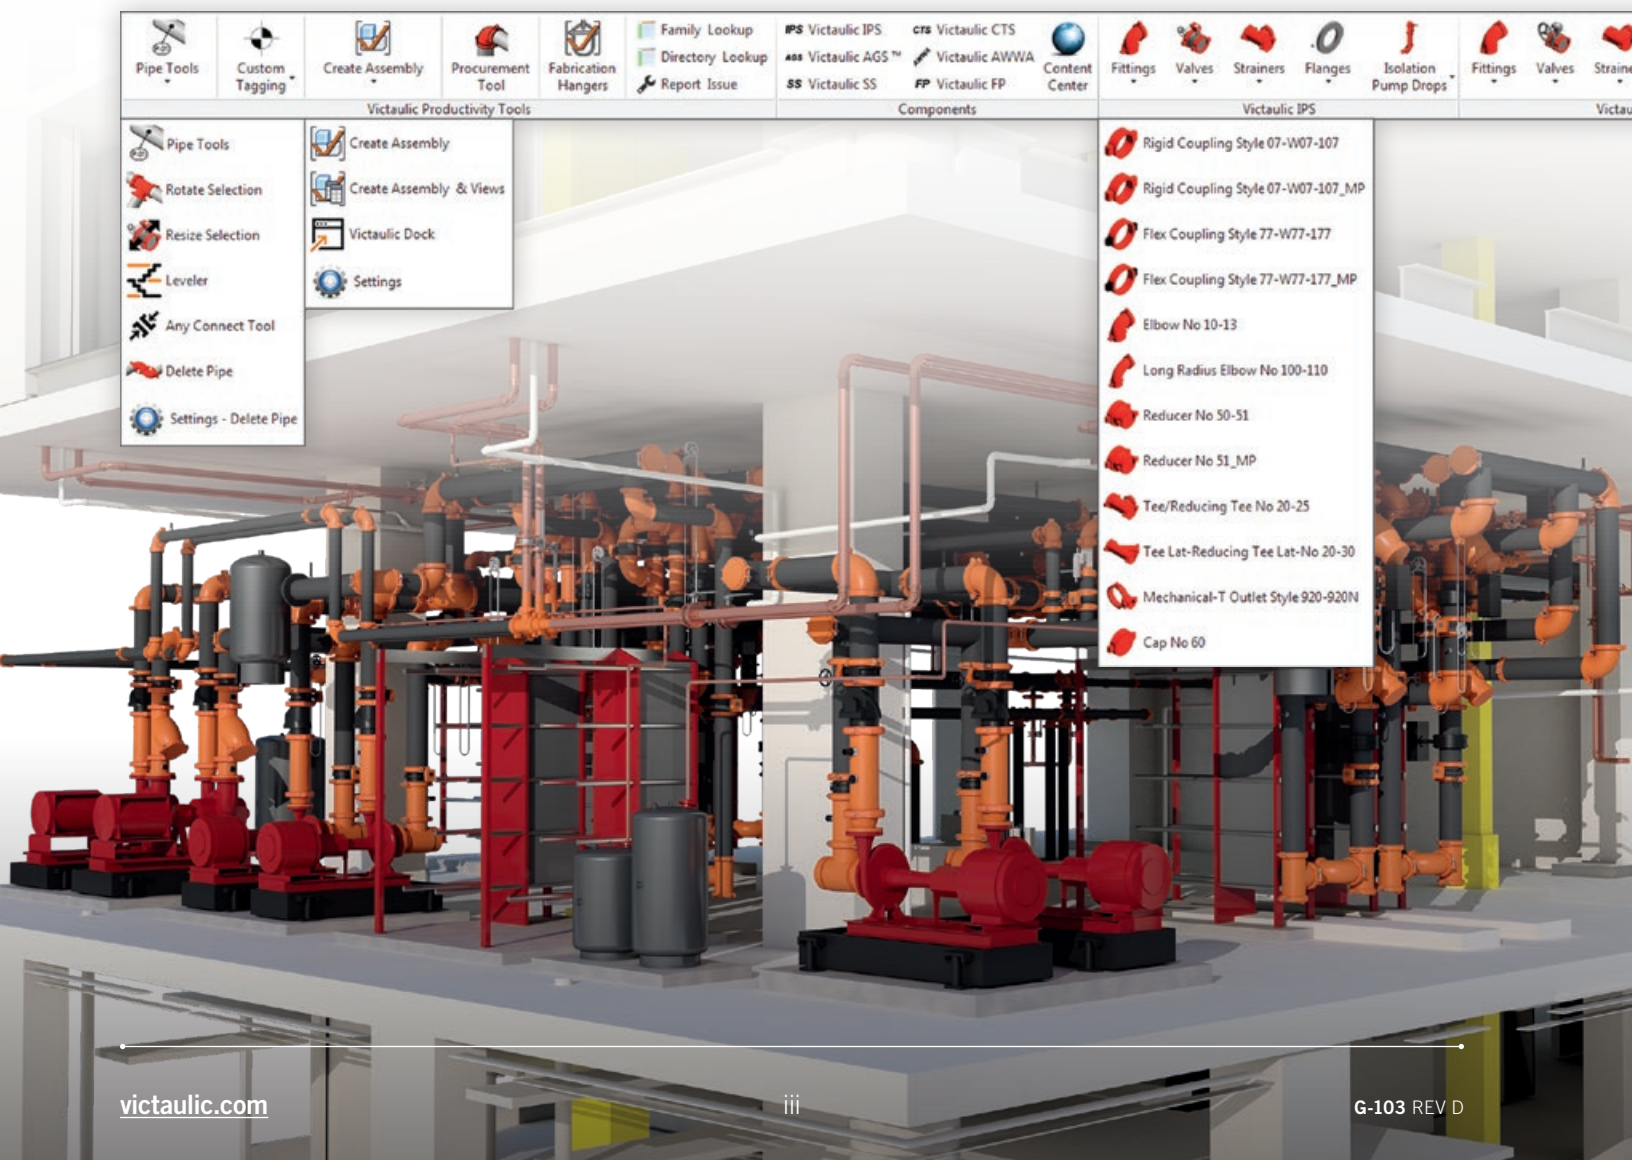 Pipe Tools
Custom Tagging
Create Assembly
Procurement Tool
Fabrication Hangers
Family Lookup
Directory Lookup
Report Issue
Victaulic Productivity Tools
IPS Victaulic IPS
AGS Victaulic AGS™
SS Victaulic SS
CTS Victaulic CTS
Victaulic AWWA
FP Victaulic FP
Content Center
Components
Fittings
Valves
Strainers
Flanges
Isolation Pump Drops
Victaulic IPS
Fittings
Valves
Pipe Tools
Rotate Selection
Resize Selection
Leveler
Any Connect Tool
Delete Pipe
Settings - Delete Pipe
Create Assembly
Create Assembly & Views
Victaulic Dock
Settings
Rigid Coupling Style 07-W07-107
Rigid Coupling Style 07-W07-107_MP
Flex Coupling Style 77-W77-177
Flex Coupling Style 77-W77-177_MP
Elbow No 10-13
Long Radius Elbow No 100-110
Reducer No 50-51
Reducer No 51_MP
Tee/Reducing Tee No 20-25
Tee Lat-Reducing Tee Lat-No 20-30
Mechanical-T Outlet Style 920-920N
Cap No 60
victaulic.com
iii
G-103 REV D